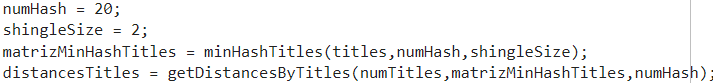 numHash = 20;
shingleSize = 2;
matrizMinHashTitles = minHashTitles(titles,numHash,shingleSize);
distancesTitles = getDistancesByTitles(numTitles,matrizMinHashTitles,numHash);